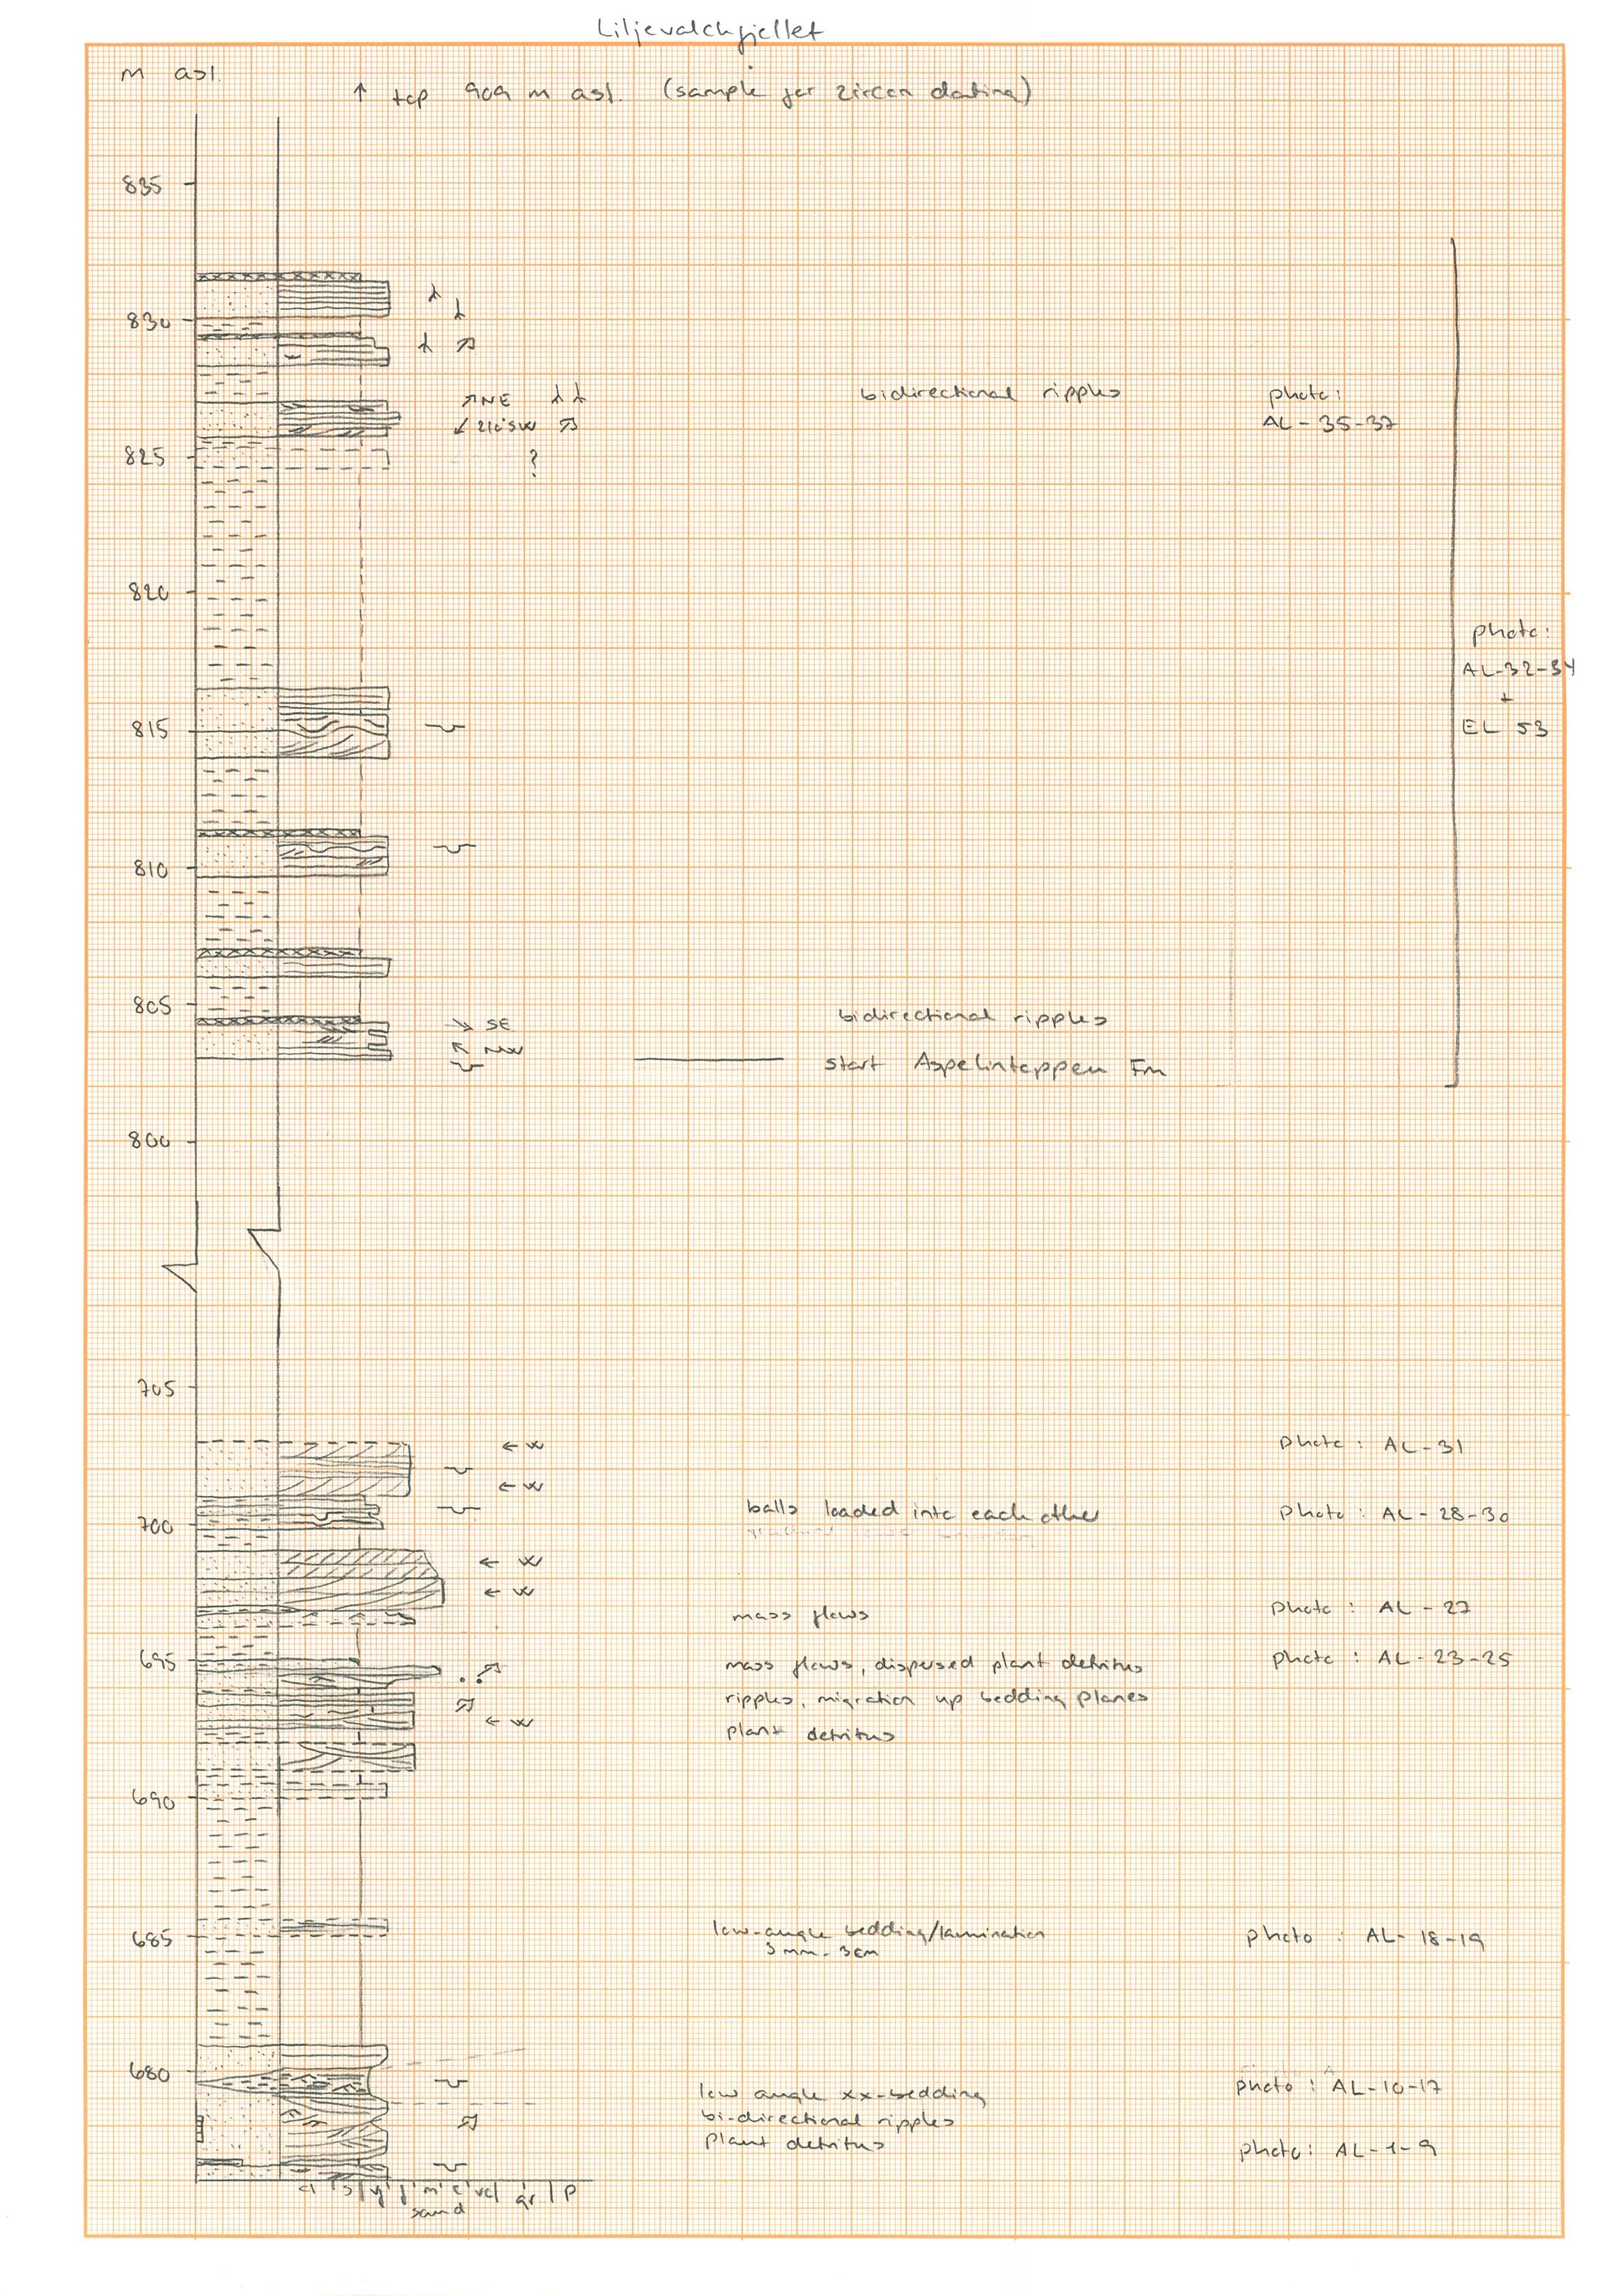 Liljevalchfjellet
m asl.
↑ top 909 m asl. (sample for zircon dating)
835
830
↗ NE
bidirectional ripples
photo:
↙ 210° SW
AL - 35-37
825
?
820
photo:
AL-32-34
+
EL 53
815
810
805
bidirectional ripples
↘ SE
↖ NW
start Aspelintoppen Fm
800
705
← W
photo : AL-31
← W
balls loaded into each other
photo : AL - 28-30
700
← W
← W
mass flows
photo : AL - 27
695
mass flows, dispersed plant detritus
photo : AL-23-25
ripples, migration up bedding planes
← W
plant detritus
690
low-angle bedding/lamination
3 mm - 3cm
photo : AL- 18-19
685
680
low angle xx-bedding
photo : AL-10-17
bi-directional ripples
plant detritus
photo: AL-1-9
cl | s | vf | f | m | c | vc | gr | p
sand